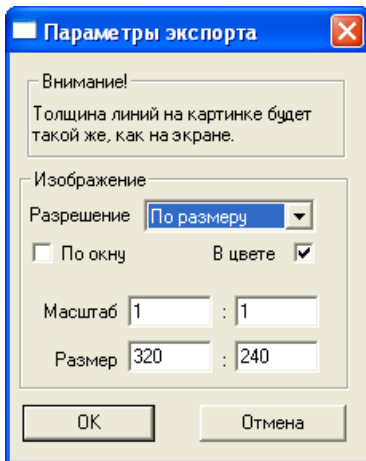 Параметры экспорта
Внимание!
Толщина линий на картинке будет
такой же, как на экране.
Изображение
Разрешение По размеру
По окну В цвете
Масштаб 1 : 1
Размер 320 : 240
OK Отмена